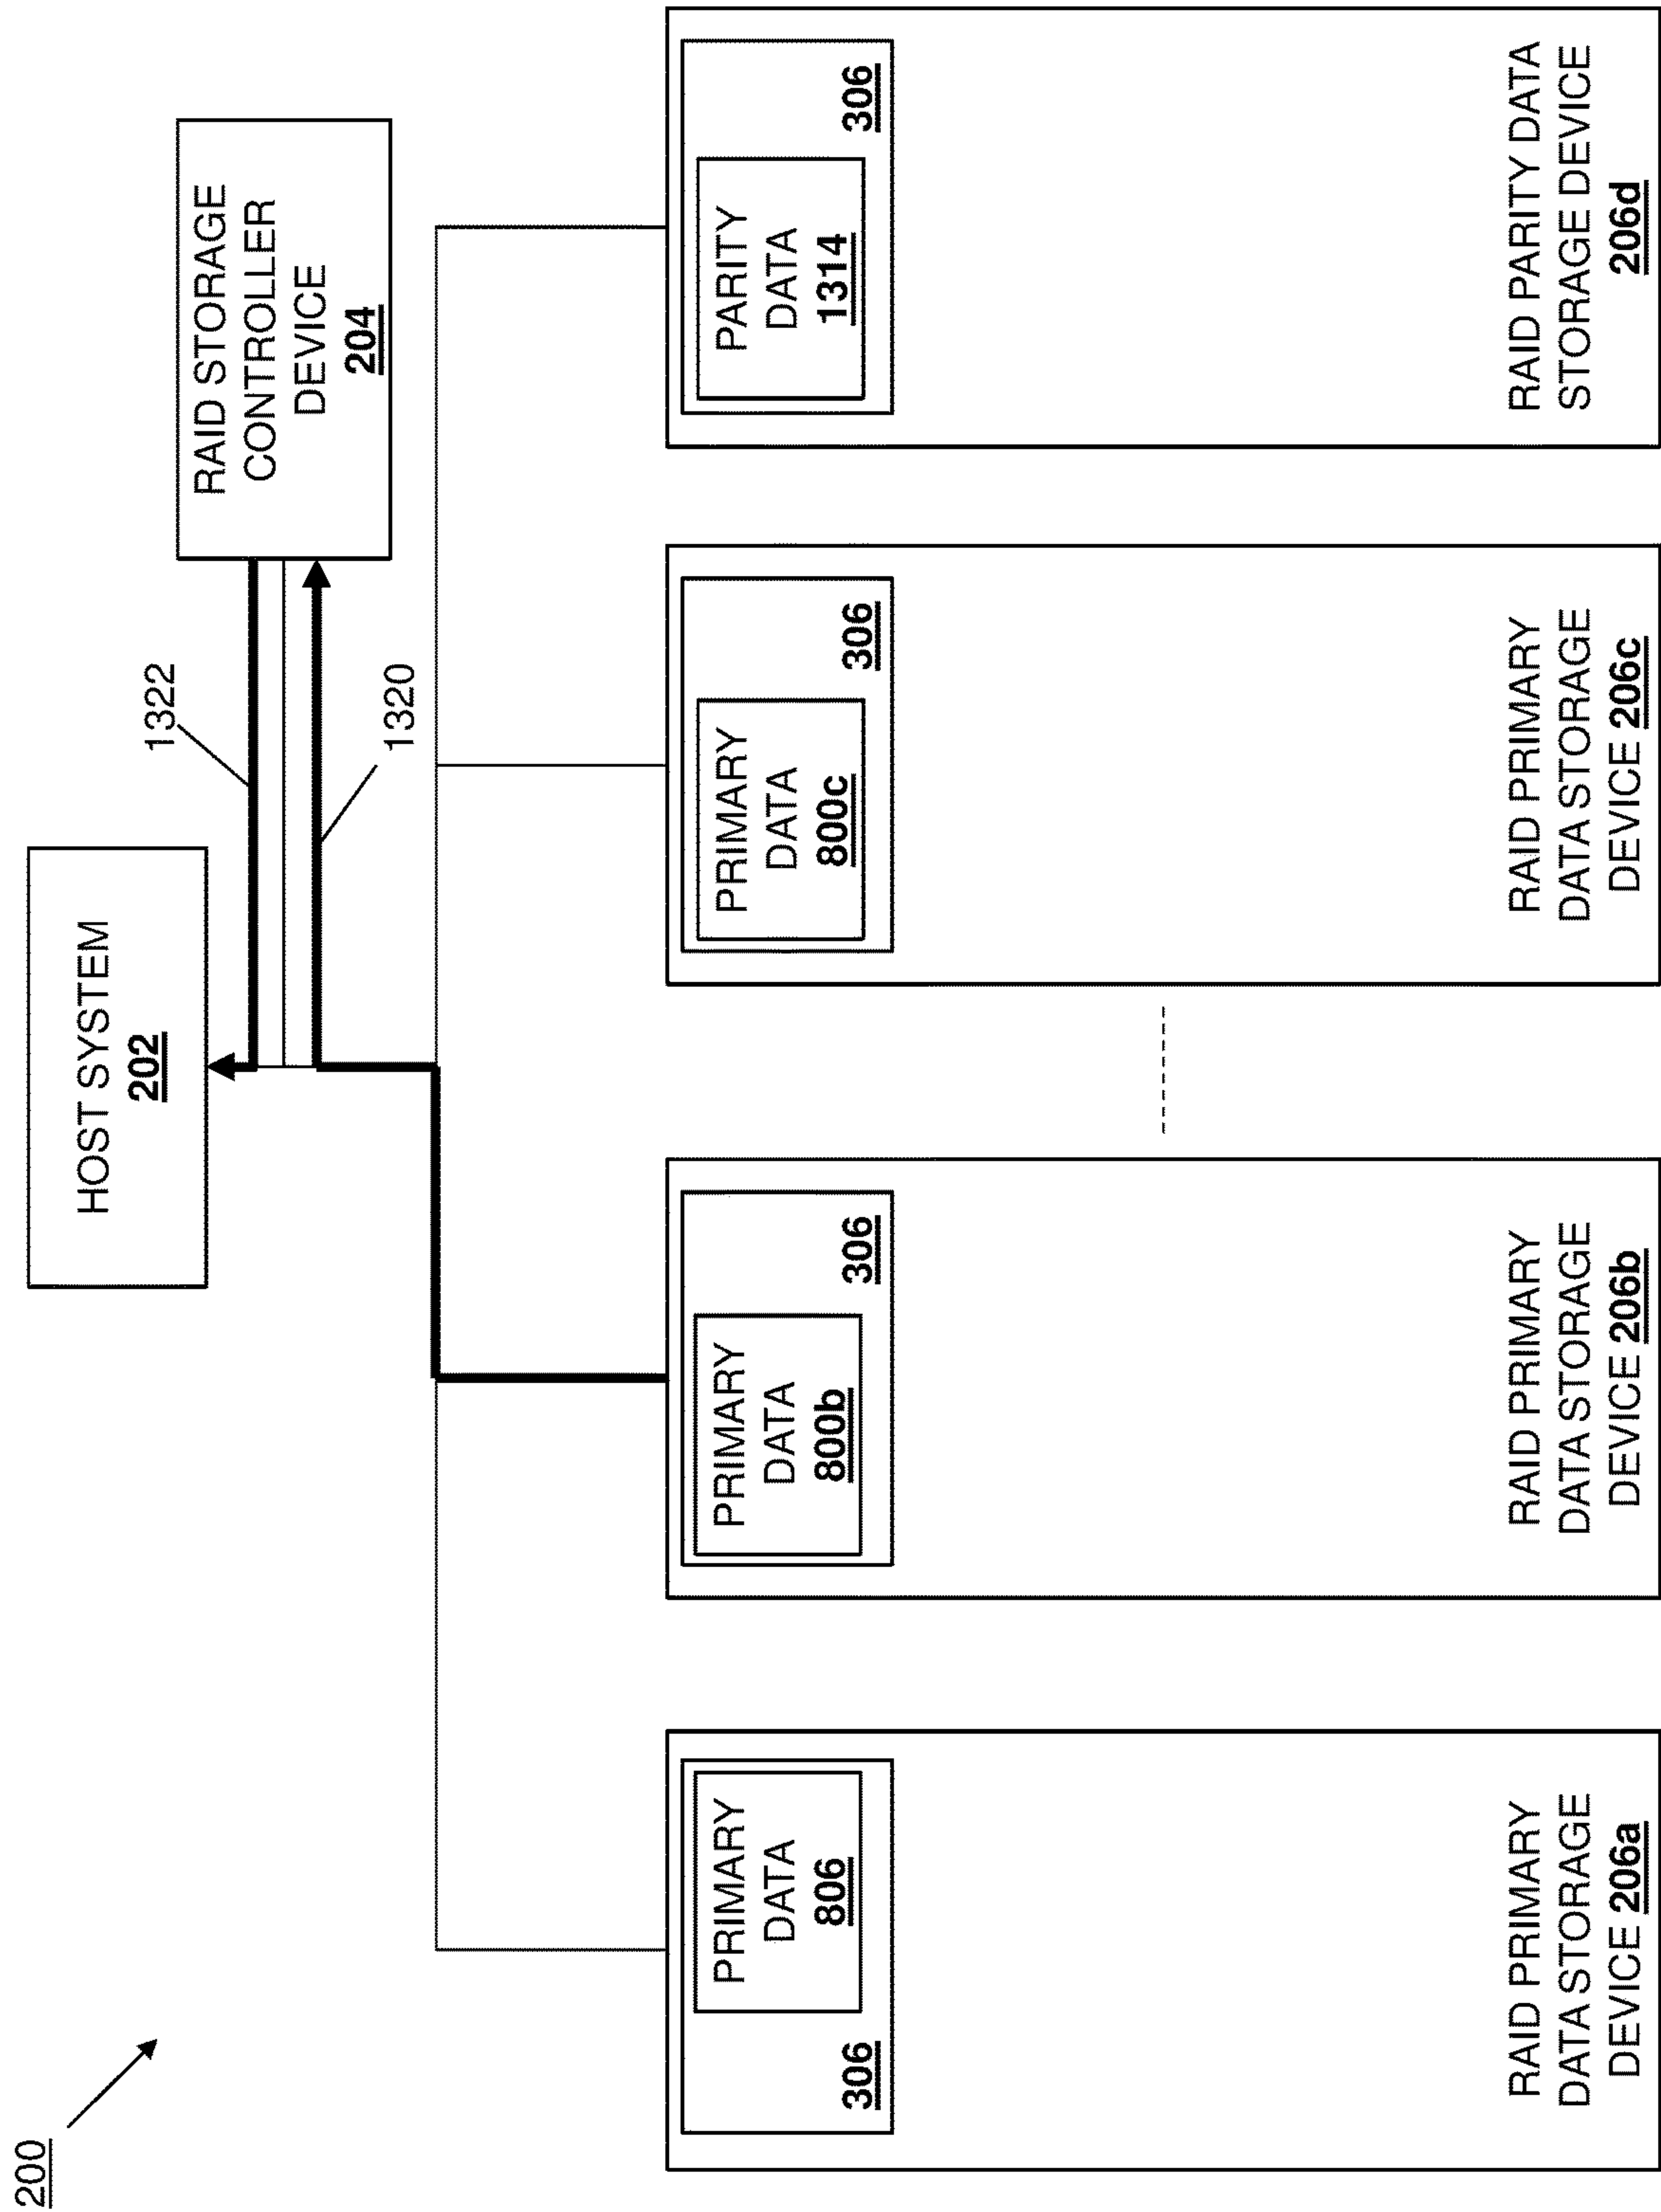 200
HOST SYSTEM
202
RAID STORAGE
CONTROLLER
DEVICE
204
1322
1320
306
PRIMARY
DATA
806
RAID PRIMARY
DATA STORAGE
DEVICE 206a
PRIMARY
DATA
800b
306
RAID PRIMARY
DATA STORAGE
DEVICE 206b
PRIMARY
DATA
800c
306
RAID PRIMARY
DATA STORAGE
DEVICE 206c
PARITY
DATA
1314
306
RAID PARITY DATA
STORAGE DEVICE
206d